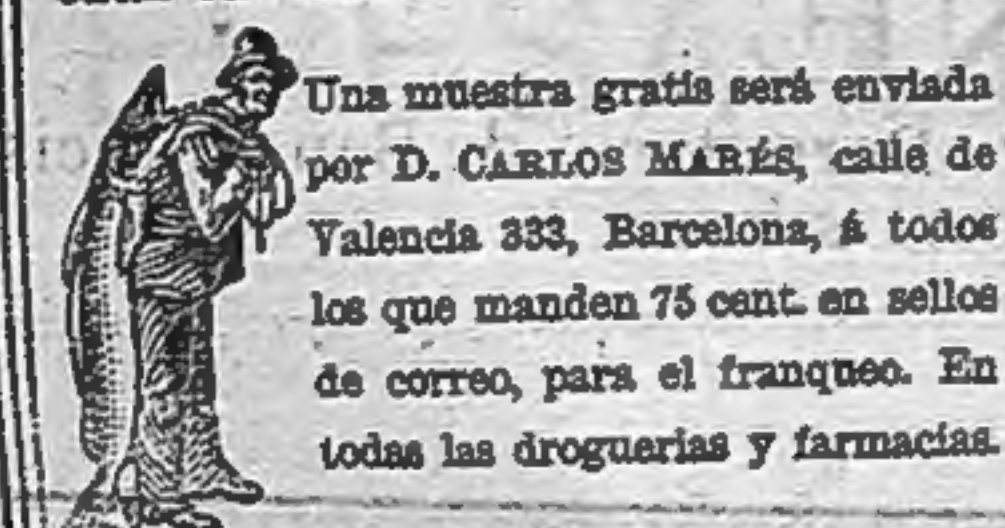 Una muestra gratis será enviada
por D. CARLOS MARÉS, calle de
Valencia 333, Barcelona, á todos
los que manden 75 cent. en sellos
de correo, para el franqueo. En
todas las droguerias y farmacias.